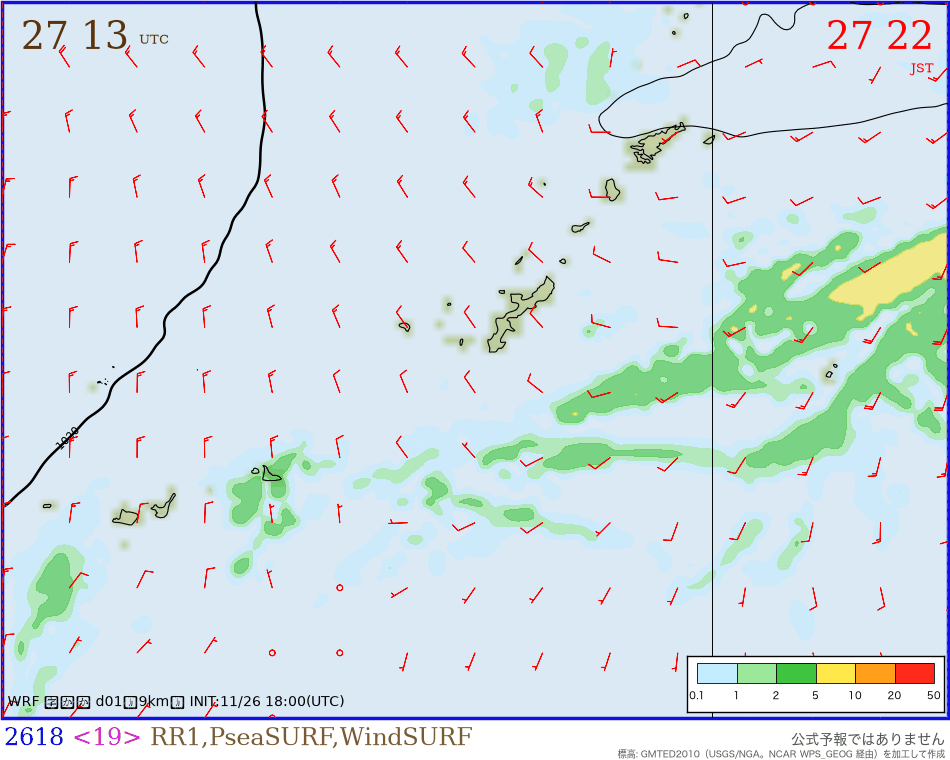 27 13 UTC
27 22
JST
1020
WRF d01 9km INIT:11/26 18:00(UTC)
0.1 1 2 5 10 20 50
2618 <19> RR1,PseaSURF,WindSURF
公式予報ではありません
標高: GMTED2010（USGS/NGA。NCAR WPS_GEOG 経由）を加工して作成